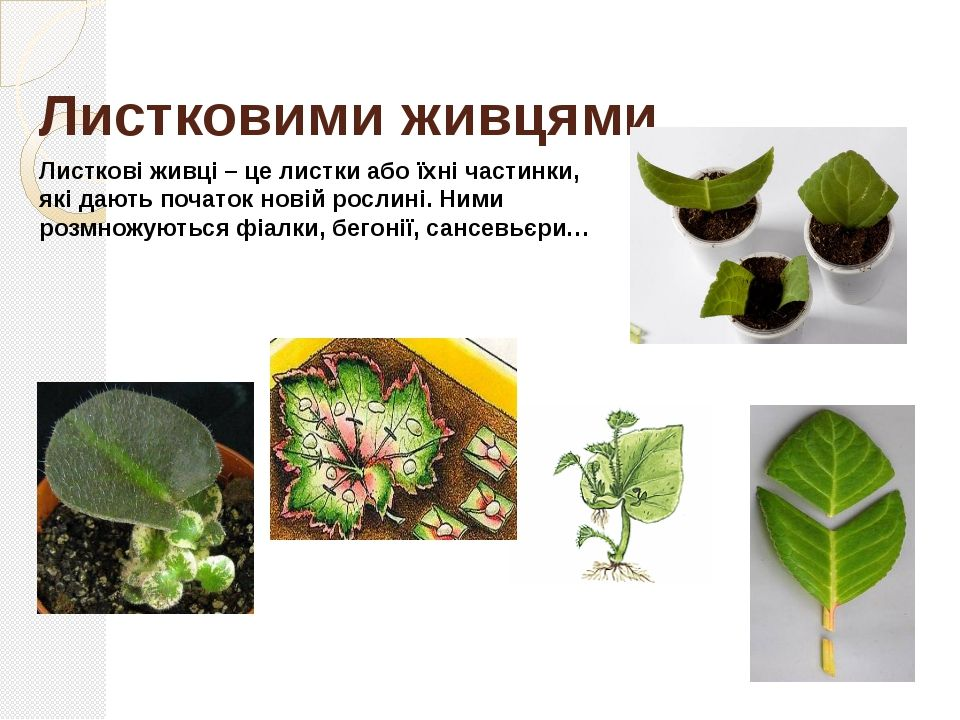 Листковими живцями
Листкові живці – це листки або їхні частинки,
які дають початок новій рослині. Ними
розмножуються фіалки, бегонії, сансевьєри…